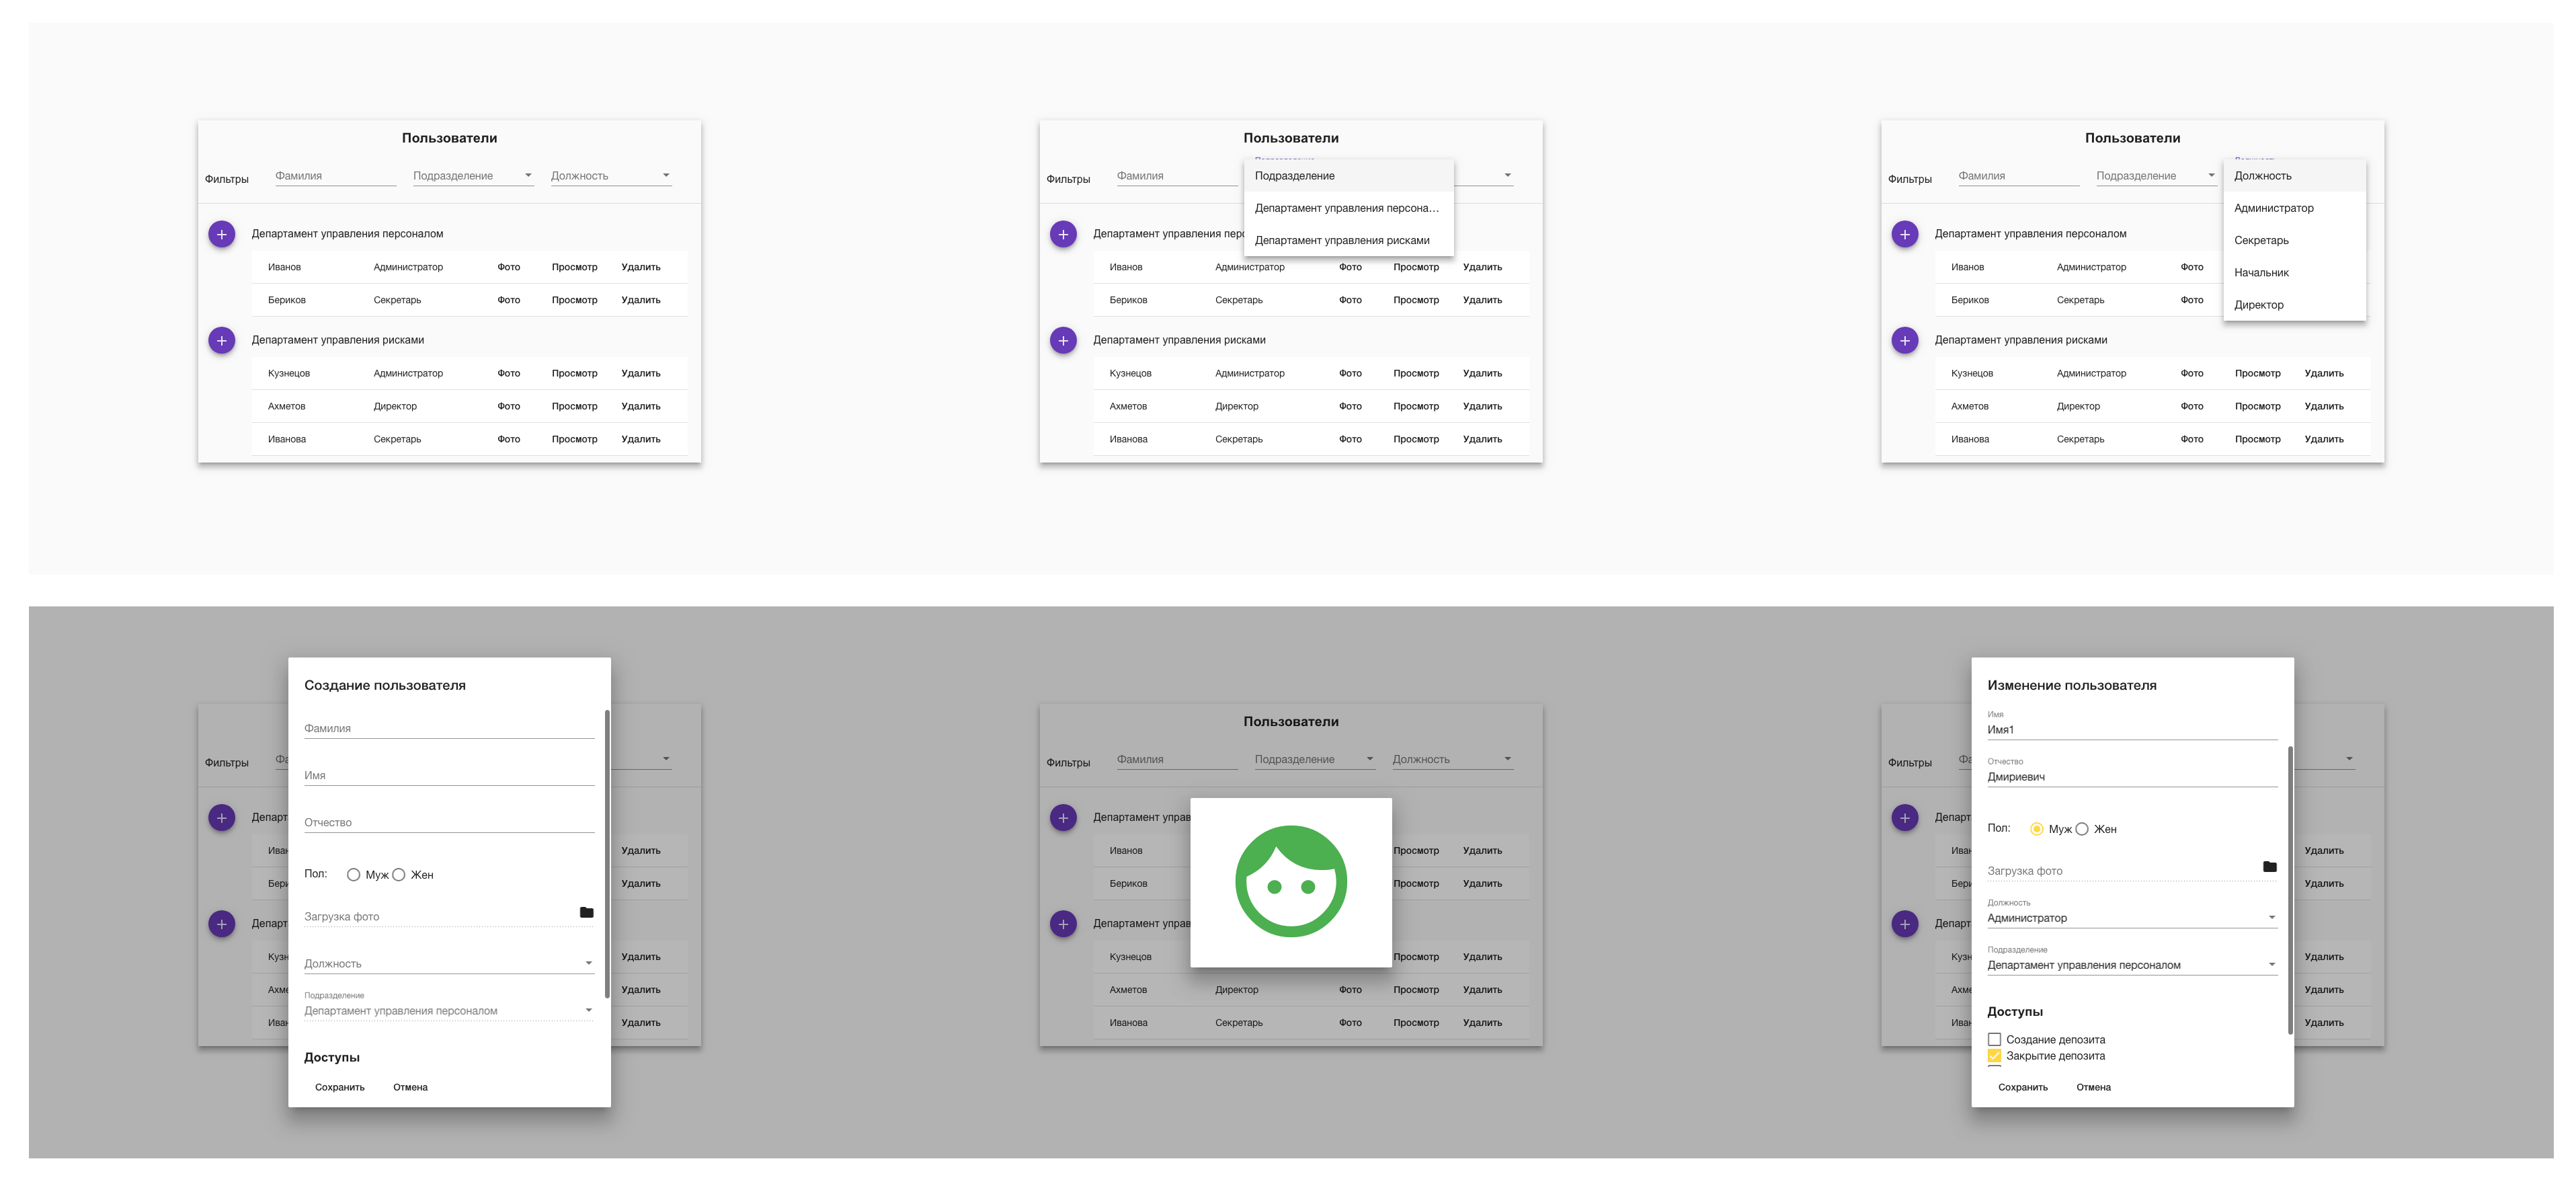 Пользователи
Фильтры Фамилия Подразделение Должность
Департамент управления персоналом
Иванов Администратор Фото Просмотр Удалить
Бериков Секретарь Фото Просмотр Удалить
Департамент управления рисками
Кузнецов Администратор Фото Просмотр Удалить
Ахметов Директор Фото Просмотр Удалить
Иванова Секретарь Фото Просмотр Удалить
Пользователи
Фильтры Фамилия
Подразделение
Департамент управления персона...
Департамент управления рисками
Департамент управления
Иванов Администратор Фото Просмотр Удалить
Бериков Секретарь Фото Просмотр Удалить
Департамент управления рисками
Кузнецов Администратор Фото Просмотр Удалить
Ахметов Директор Фото Просмотр Удалить
Иванова Секретарь Фото Просмотр Удалить
Пользователи
Фильтры Фамилия Подразделение
Должность
Администратор
Секретарь
Начальник
Директор
Департамент управления персоналом
Иванов Администратор Фото
Бериков Секретарь Фото
Департамент управления рисками
Кузнецов Администратор Фото Просмотр Удалить
Ахметов Директор Фото Просмотр Удалить
Иванова Секретарь Фото Просмотр Удалить
Создание пользователя
Фамилия
Имя
Отчество
Пол: Муж Жен
Загрузка фото
Должность
Подразделение
Департамент управления персоналом
Доступы
Сохранить Отмена
Фильтры
Удалить
Удалить
Удалить
Удалить
Удалить
Пользователи
Фильтры Фамилия Подразделение Должность
Департамент
Иванов Просмотр Удалить
Бериков Просмотр Удалить
Департамент
Кузнецов Просмотр Удалить
Ахметов Директор Фото Просмотр Удалить
Иванова Секретарь Фото Просмотр Удалить
Изменение пользователя
Имя
Имя1
Отчество
Дмириевич
Пол: Муж Жен
Загрузка фото
Должность
Администратор
Подразделение
Департамент управления персоналом
Доступы
Создание депозита
Закрытие депозита
Сохранить Отмена
Фильтры
Удалить
Удалить
Удалить
Удалить
Удалить